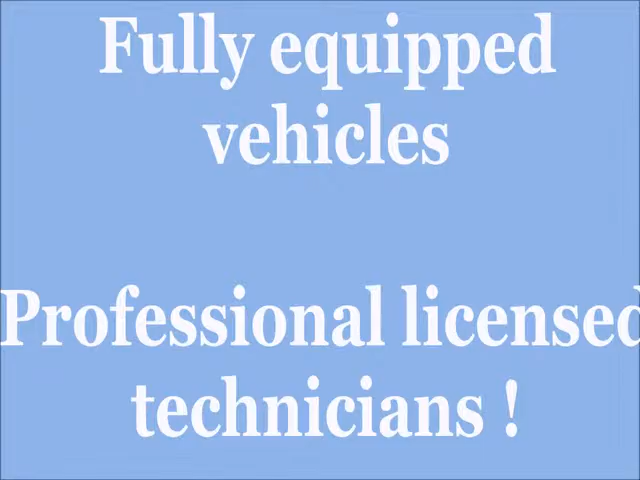 Fully equipped
vehicles
Professional licensed
technicians !